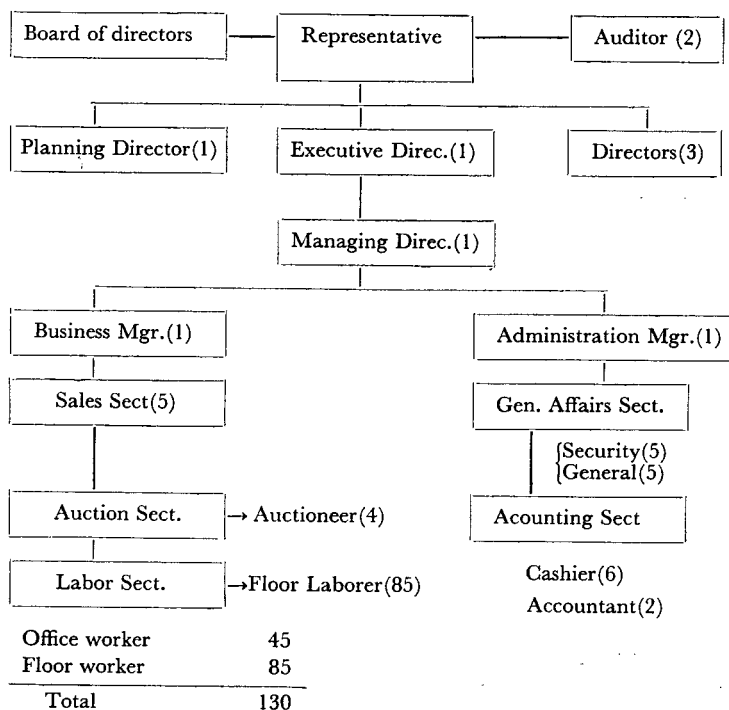 Board of directors
Representative
Auditor (2)
Planning Director(1)
Executive Direc.(1)
Directors(3)
Managing Direc.(1)
Business Mgr.(1)
Administration Mgr.(1)
Sales Sect(5)
Gen. Affairs Sect.
{Security(5)
{General(5)
Auction Sect.
→ Auctioneer(4)
Acounting Sect
Labor Sect.
→Floor Laborer(85)
Cashier(6)
Accountant(2)
Office worker 45
Floor worker 85
Total 130